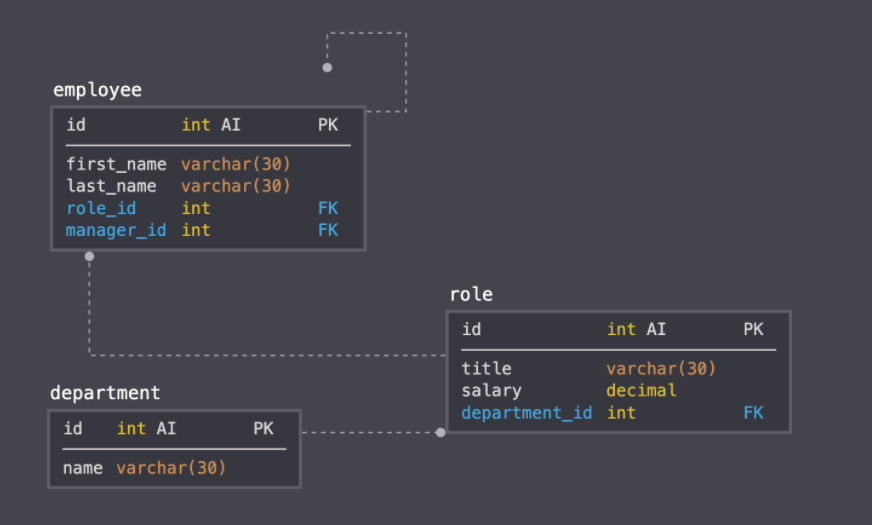 employee
id int AI PK
first_name varchar(30)
last_name varchar(30)
role_id int FK
manager_id int FK
role
id int AI PK
title varchar(30)
salary decimal
department_id int FK
department
id int AI PK
name varchar(30)